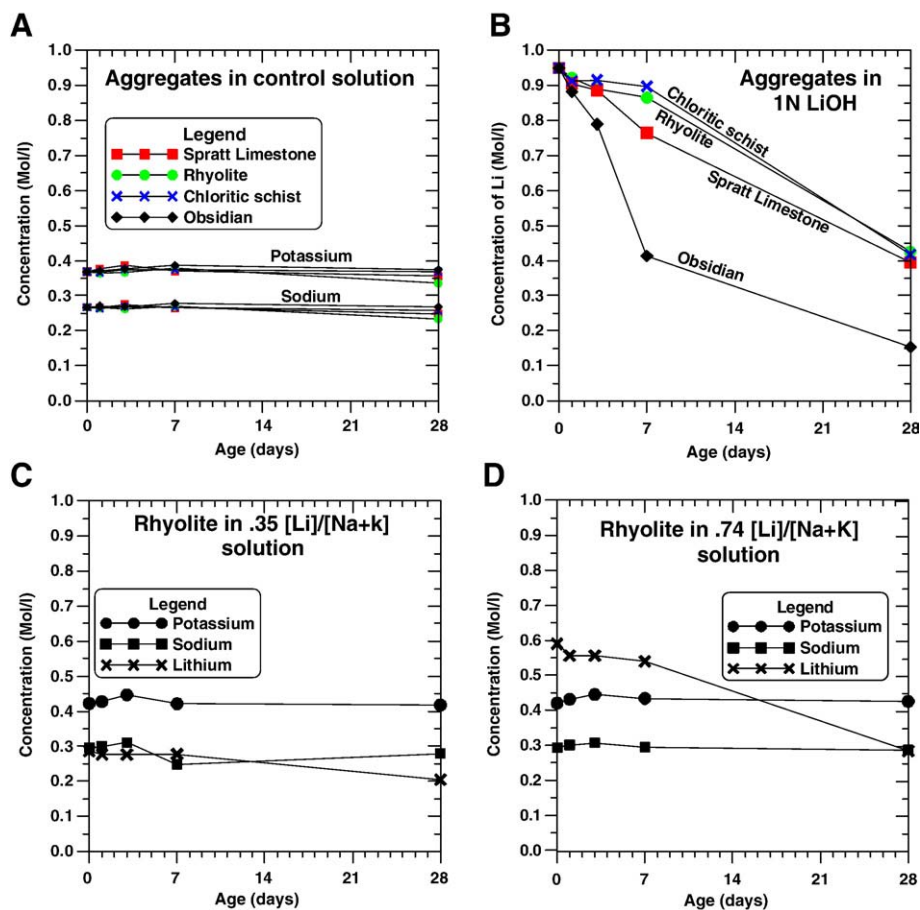 A
Aggregates in control solution
Legend
Spratt Limestone
Rhyolite
Chloritic schist
Obsidian
Potassium
Sodium
Concentration (Mol/l)
1.0
0.9
0.8
0.7
0.6
0.5
0.4
0.3
0.2
0.1
0.0
0 7 14 21 28
Age (days)
B
Aggregates in
1N LiOH
Chloritic schist
Rhyolite
Spratt Limestone
Obsidian
Concentration of Li (Mol/l)
1.0
0.9
0.8
0.7
0.6
0.5
0.4
0.3
0.2
0.1
0.0
0 7 14 21 28
Age (days)
C
Rhyolite in .35 [Li]/[Na+k]
solution
Legend
Potassium
Sodium
Lithium
Concentration (Mol/l)
1.0
0.9
0.8
0.7
0.6
0.5
0.4
0.3
0.2
0.1
0.0
0 7 14 21 28
Age (days)
D
Rhyolite in .74 [Li]/[Na+K]
solution
Legend
Potassium
Sodium
Lithium
Concentration (Mol/l)
1.0
0.9
0.8
0.7
0.6
0.5
0.4
0.3
0.2
0.1
0.0
0 7 14 21 28
Age (days)